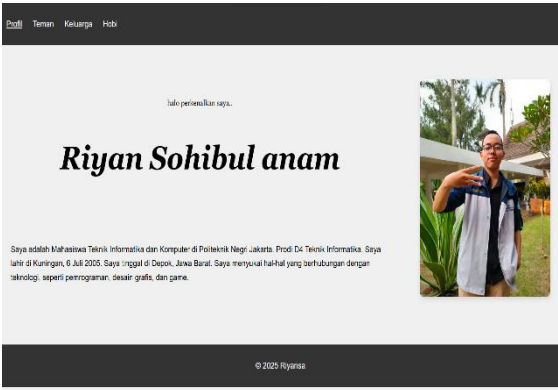 Profil Teman Keluarga Hobi
halo perkenalkan saya..
Riyan Sohibul anam
Saya adalah Mahasiswa Teknik Informatika dan Komputer di Politeknik Negri Jakarta, Prodi D4 Teknik Informatika. Saya
lahir di Kuningan, 6 Juli 2005. Saya tinggal di Depok, Jawa Barat. Saya menyukai hal-hal yang berhubungan dengan
teknologi, seperti pemrograman, desain grafis, dan game.
© 2025 Riyansa